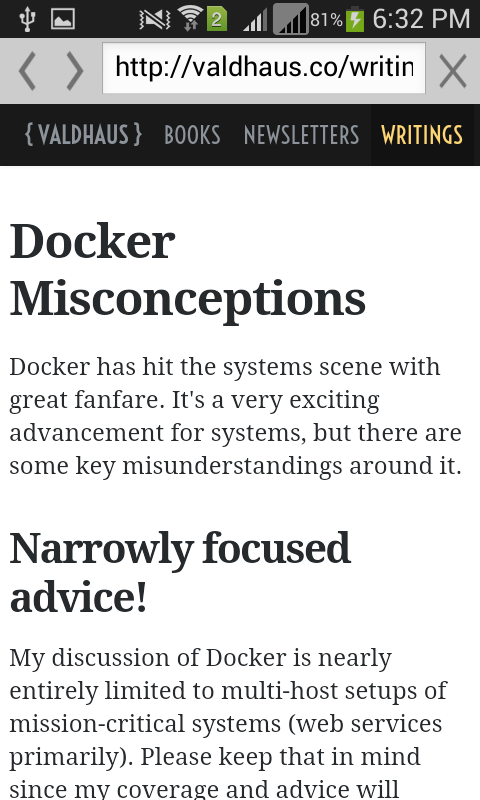 2 81% 6:32 PM
http://valdhaus.co/writin
{ VALDHAUS } BOOKS NEWSLETTERS WRITINGS
Docker
Misconceptions
Docker has hit the systems scene with
great fanfare. It's a very exciting
advancement for systems, but there are
some key misunderstandings around it.
Narrowly focused
advice!
My discussion of Docker is nearly
entirely limited to multi-host setups of
mission-critical systems (web services
primarily). Please keep that in mind
since my coverage and advice will